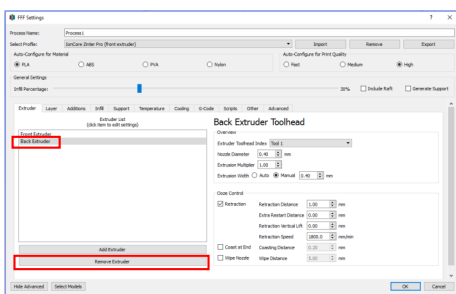 FFF Settings
Process Name: Process1
Select Profile: Zinter Pro (front extruder) Import Remove Export
Auto-Configure for Material Auto-Configure for Print Quality
PLA ABS PVA Nylon Fast Medium High
General Settings
Infill Percentage: 30% Include Raft Generate Support
Extruder Layer Additions Infill Support Temperature Cooling G-Code Scripts Other Advanced
Extruder List
(click item to edit settings)
Front Extruder
Back Extruder
Add Extruder
Remove Extruder
Back Extruder Toolhead
Overview
Extruder Toolhead Index Tool 1
Nozzle Diameter 0.40 mm
Extrusion Multiplier 1.00
Extrusion Width Auto Manual 0.40 mm
Ooze Control
Retraction Retraction Distance 1.00 mm
Extra Restart Distance 0.00 mm
Retraction Vertical Lift 0.00 mm
Retraction Speed 1800.0 mm/min
Coast at End Coasting Distance 0.20 mm
Wipe Nozzle Wipe Distance 5.00 mm
Hide Advanced Select Models OK Cancel